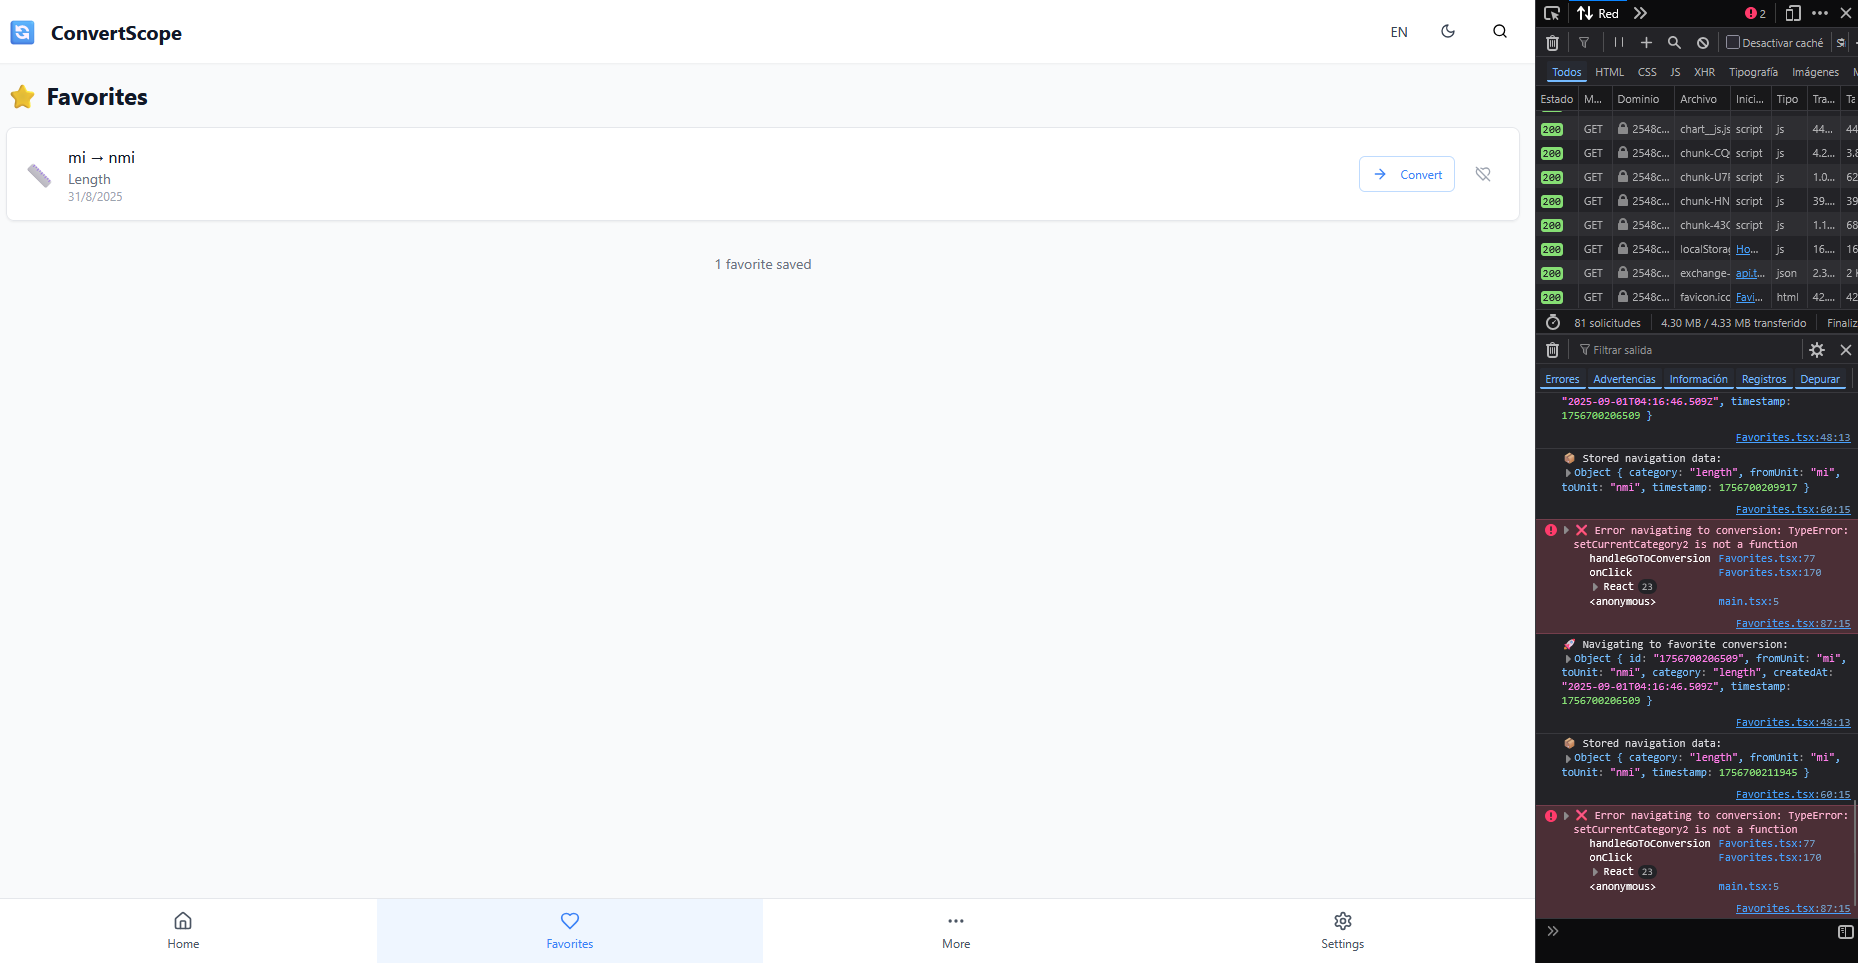 ConvertScope
EN
Favorites
mi → nmi
Length
31/8/2025
Convert
1 favorite saved
Home
Favorites
More
Settings
Red
2
Desactivar caché
Todos HTML CSS JS XHR Tipografía Imágenes
Estado M... Dominio Archivo Inici... Tipo Tra... Ta
200 GET 2548c... chart__js.js script js 44... 44
200 GET 2548c... chunk-CQ script js 4.2... 3.8
200 GET 2548c... chunk-U7 script js 1.0... 62
200 GET 2548c... chunk-HN script js 39.... 39
200 GET 2548c... chunk-43 script js 1.1... 68
200 GET 2548c... localStora Ho... js 16.... 16
200 GET 2548c... exchange- api.t... json 2.3... 2
200 GET 2548c... favicon.ico Favi... html 42.... 42
81 solicitudes 4.30 MB / 4.33 MB transferido Finaliz
Filtrar salida
Errores Advertencias Información Registros Depurar
"2025-09-01T04:16:46.509Z", timestamp:
1756700206509 }
Favorites.tsx:48:13
📦 Stored navigation data:
Object { category: "length", fromUnit: "mi",
toUnit: "nmi", timestamp: 1756700209917 }
Favorites.tsx:60:15
❌ Error navigating to conversion: TypeError:
setCurrentCategory2 is not a function
handleGoToConversion Favorites.tsx:77
onClick Favorites.tsx:170
React 23
<anonymous> main.tsx:5
Favorites.tsx:87:15
🚀 Navigating to favorite conversion:
Object { id: "1756700206509", fromUnit: "mi",
toUnit: "nmi", category: "length", createdAt:
"2025-09-01T04:16:46.509Z", timestamp:
1756700206509 }
Favorites.tsx:48:13
📦 Stored navigation data:
Object { category: "length", fromUnit: "mi",
toUnit: "nmi", timestamp: 1756700211945 }
Favorites.tsx:60:15
❌ Error navigating to conversion: TypeError:
setCurrentCategory2 is not a function
handleGoToConversion Favorites.tsx:77
onClick Favorites.tsx:170
React 23
<anonymous> main.tsx:5
Favorites.tsx:87:15